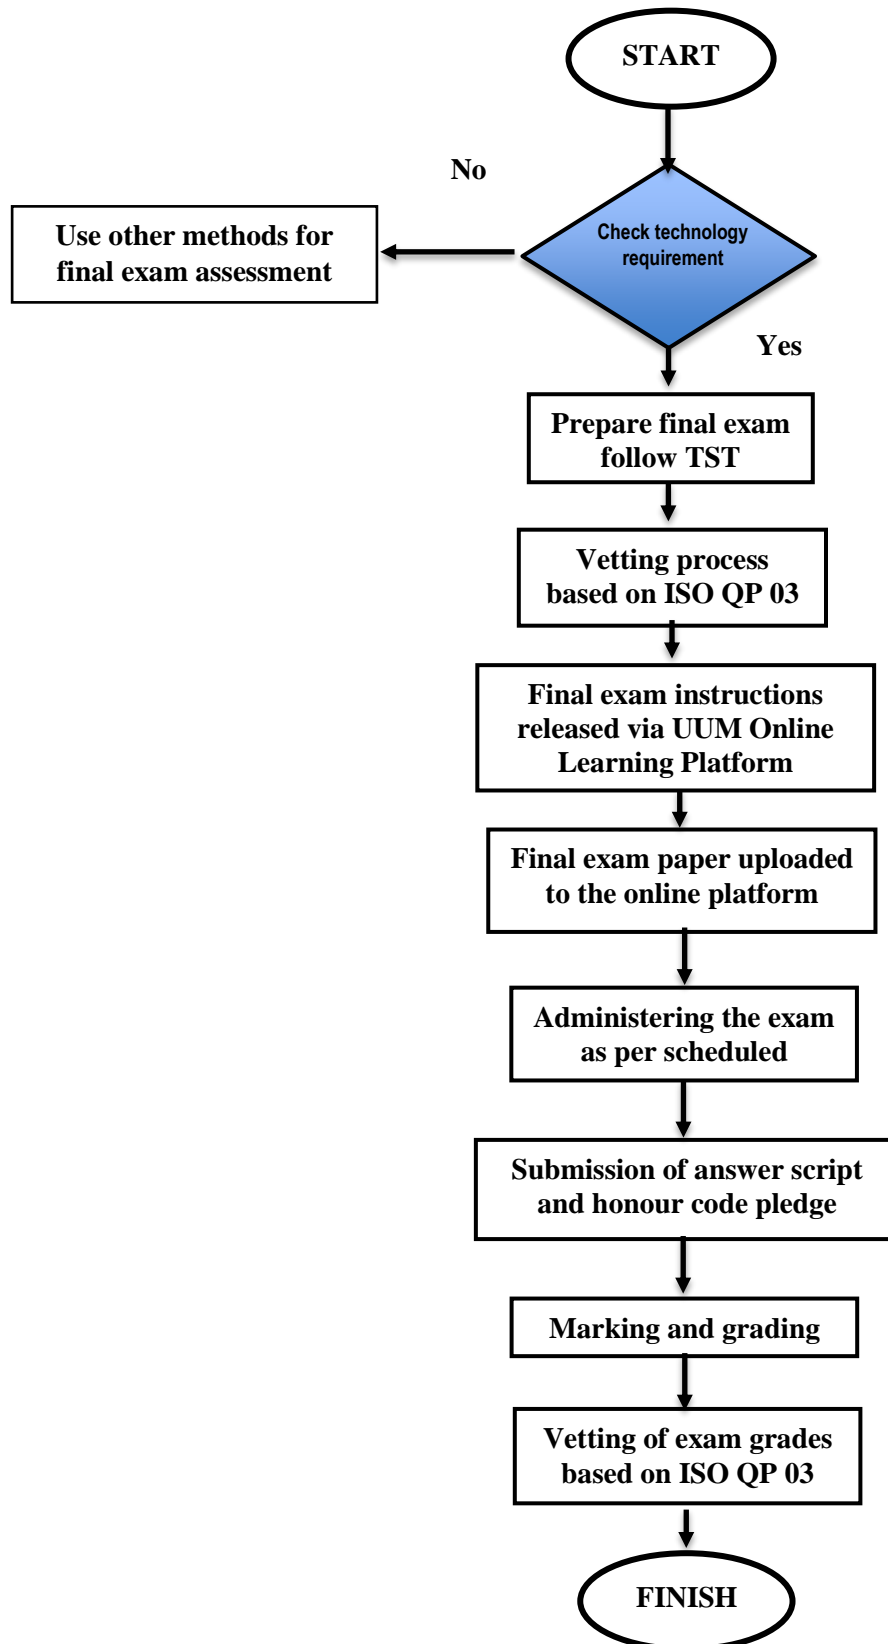 START
No
Check technology
requirement
Use other methods for
final exam assessment
Yes
Prepare final exam
follow TST
Vetting process
based on ISO QP 03
Final exam instructions
released via UUM Online
Learning Platform
Final exam paper uploaded
to the online platform
Administering the exam
as per scheduled
Submission of answer script
and honour code pledge
Marking and grading
Vetting of exam grades
based on ISO QP 03
FINISH